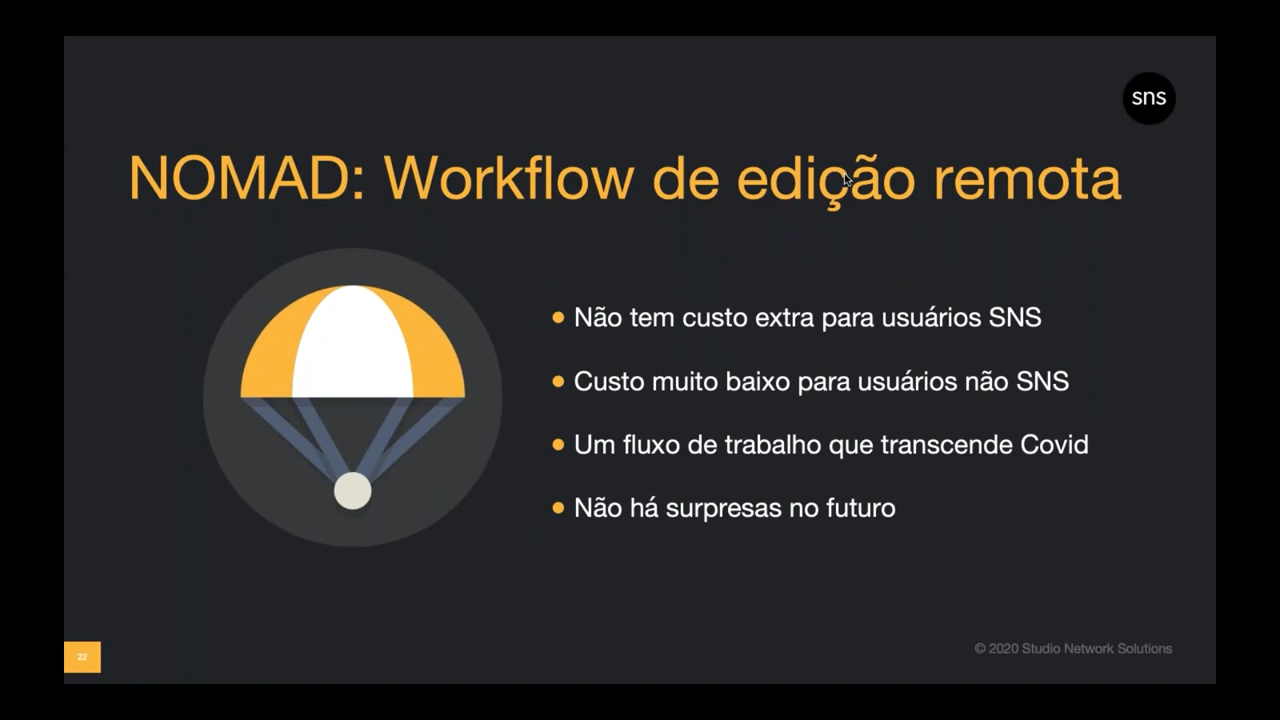 sns
NOMAD: Workflow de edição remota
Não tem custo extra para usuários SNS
Custo muito baixo para usuários não SNS
Um fluxo de trabalho que transcende Covid
Não há surpresas no futuro
22
© 2020 Studio Network Solutions